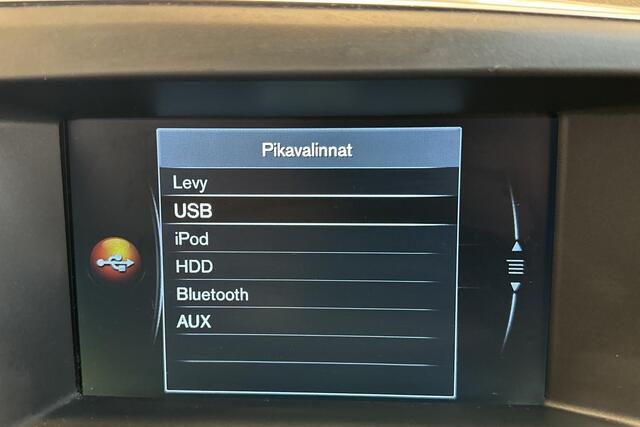 Pikavalinnat
Levy
USB
iPod
HDD
Bluetooth
AUX